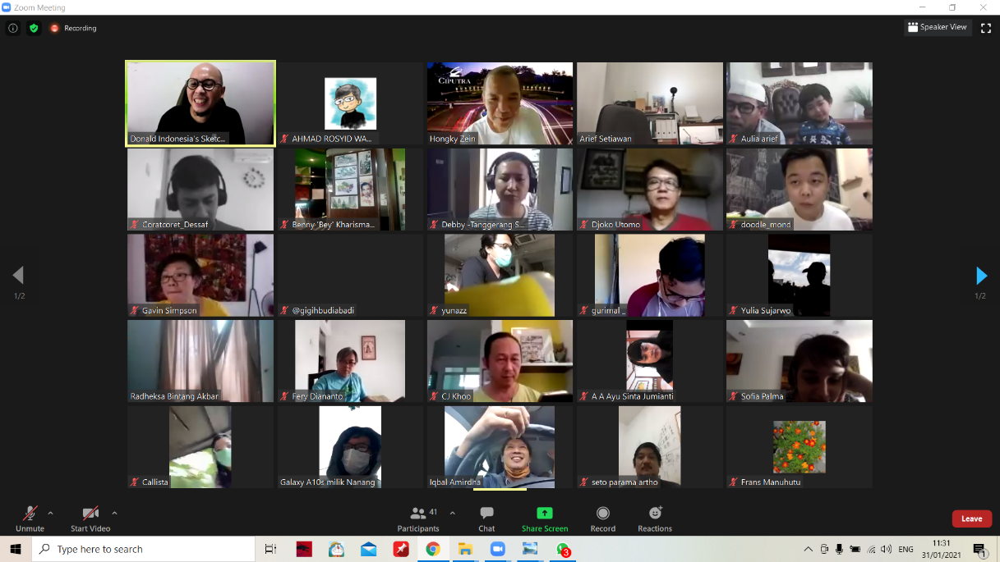 Zoom Meeting
Recording
Speaker View
CIPUTRA
Donald Indonesia's Sketc...
AHMAD ROSYID WA...
Hongky Zein
Arief Setiawan
Aulia arief
Coratcoret_Dessaf
Benny 'Bey' Kharisma...
Debby -Tanggerang S...
Djoko Utomo
doodle_mond
Gavin Simpson
@gigihbudiabadi
yunazz
gurimal _
Yulia Sujarwo
Radheksa Bintang Akbar
Fery Diananto
CJ Khoo
A A Ayu Sinta Jumianti
Sofia Palma
Callista
Galaxy A10s milik Nanang
Iqbal Amirdha
seto parama artho
Frans Manuhutu
1/2
1/2
Unmute
Start Video
Participants
41
Chat
Share Screen
Record
Reactions
Leave
Type here to search
3
ENG
11:31
31/01/2021
1